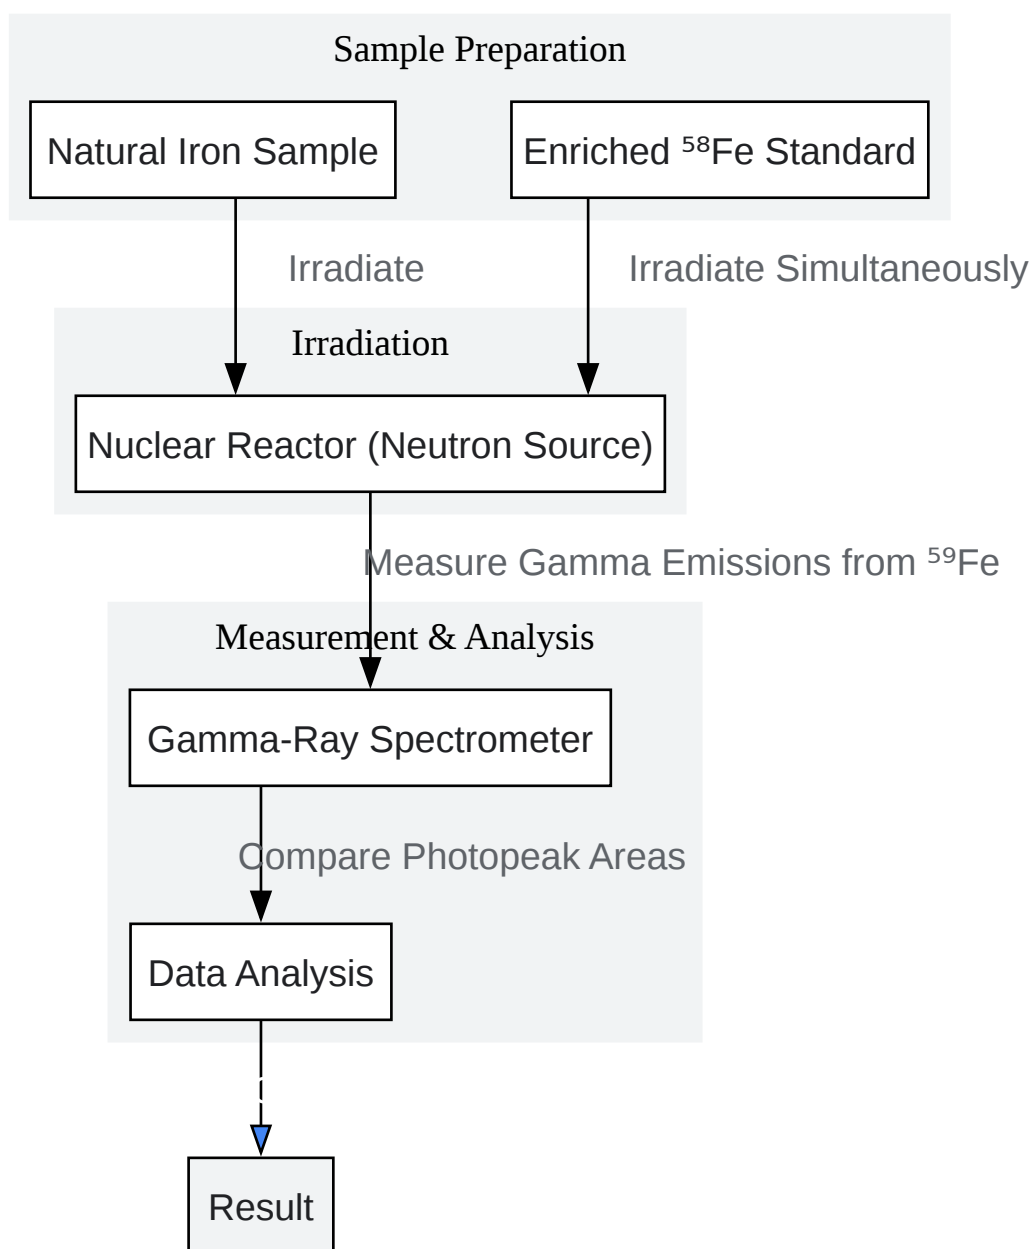 Sample Preparation
Natural Iron Sample
Enriched ⁵⁸Fe Standard
Irradiate
Irradiate Simultaneously
Irradiation
Nuclear Reactor (Neutron Source)
Measure Gamma Emissions from ⁵⁹Fe
Measurement & Analysis
Gamma-Ray Spectrometer
Compare Photopeak Areas
Data Analysis
Result